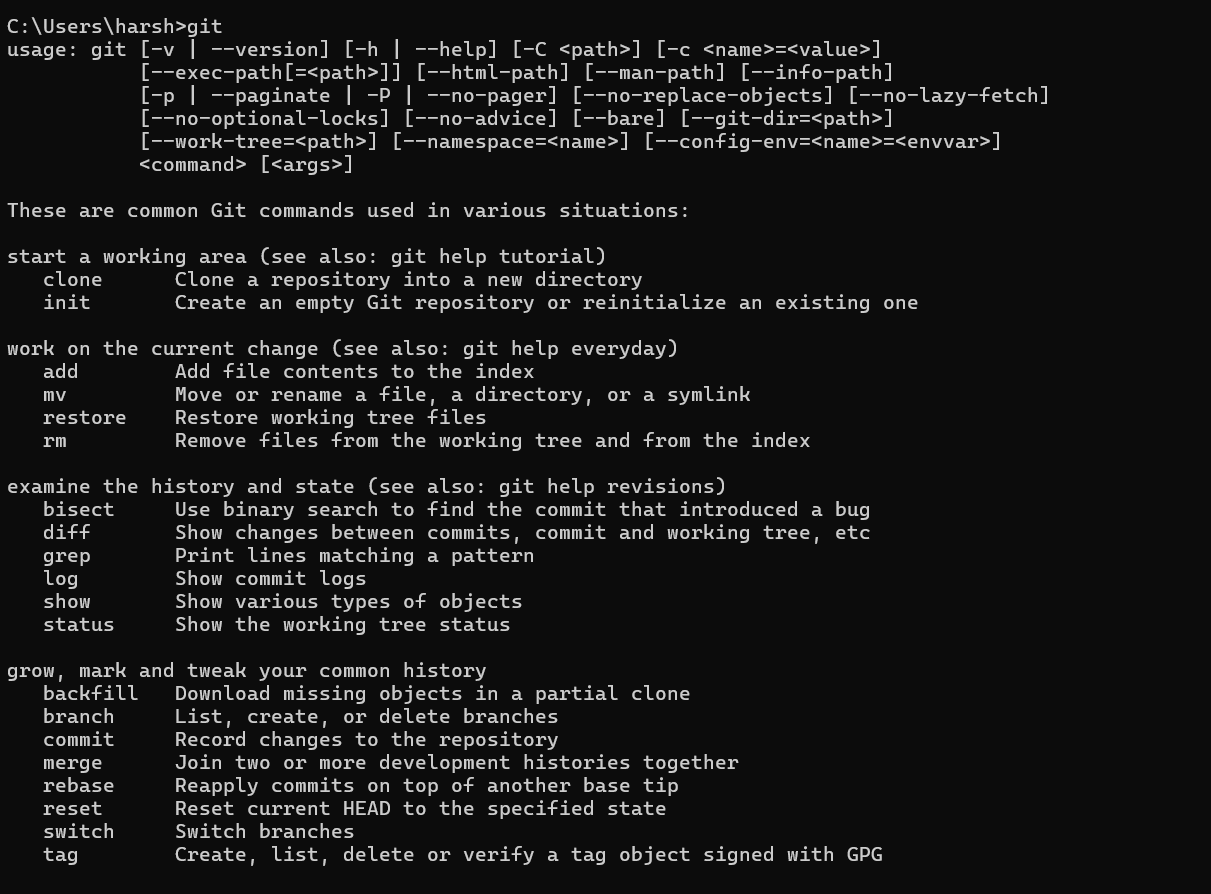 C:\Users\harsh>git
usage: git [-v | --version] [-h | --help] [-C <path>] [-c <name>=<value>]
           [--exec-path[=<path>]] [--html-path] [--man-path] [--info-path]
           [-p | --paginate | -P | --no-pager] [--no-replace-objects] [--no-lazy-fetch]
           [--no-optional-locks] [--no-advice] [--bare] [--git-dir=<path>]
           [--work-tree=<path>] [--namespace=<name>] [--config-env=<name>=<envvar>]
           <command> [<args>]

These are common Git commands used in various situations:

start a working area (see also: git help tutorial)
   clone      Clone a repository into a new directory
   init       Create an empty Git repository or reinitialize an existing one

work on the current change (see also: git help everyday)
   add        Add file contents to the index
   mv         Move or rename a file, a directory, or a symlink
   restore    Restore working tree files
   rm         Remove files from the working tree and from the index

examine the history and state (see also: git help revisions)
   bisect     Use binary search to find the commit that introduced a bug
   diff       Show changes between commits, commit and working tree, etc
   grep       Print lines matching a pattern
   log        Show commit logs
   show       Show various types of objects
   status     Show the working tree status

grow, mark and tweak your common history
   backfill   Download missing objects in a partial clone
   branch     List, create, or delete branches
   commit     Record changes to the repository
   merge      Join two or more development histories together
   rebase     Reapply commits on top of another base tip
   reset      Reset current HEAD to the specified state
   switch     Switch branches
   tag        Create, list, delete or verify a tag object signed with GPG